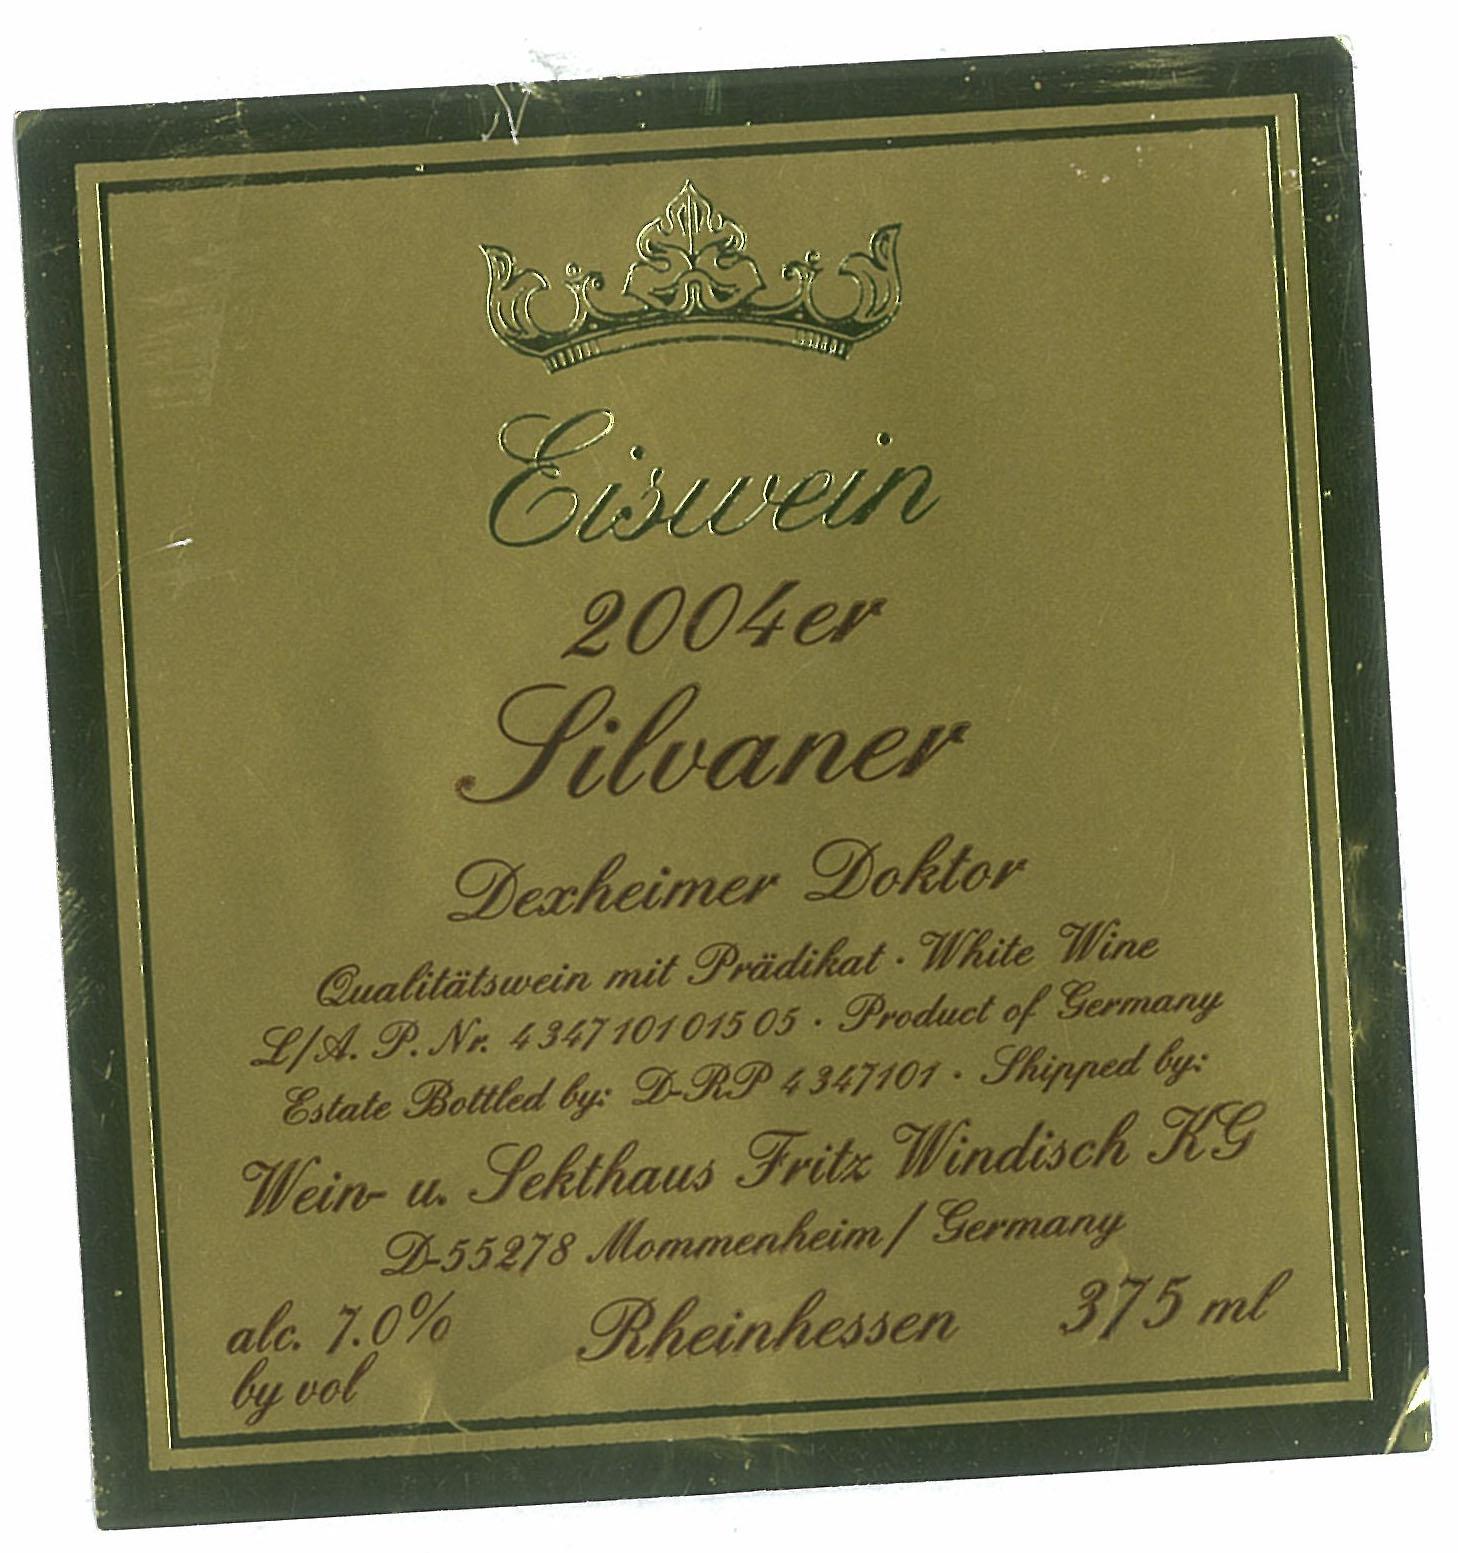 Eiswein
2004er
Silvaner
Dexheimer Doktor
Qualitätswein mit Prädikat · White Wine
L/A. P. Nr. 4 347 101 015 05 · Product of Germany
Estate Bottled by: D-RP 4 347101 · Shipped by:
Wein- u. Sekthaus Fritz Windisch KG
D-55278 Mommenheim / Germany
alc. 7.0% by vol
Rheinhessen
375 ml